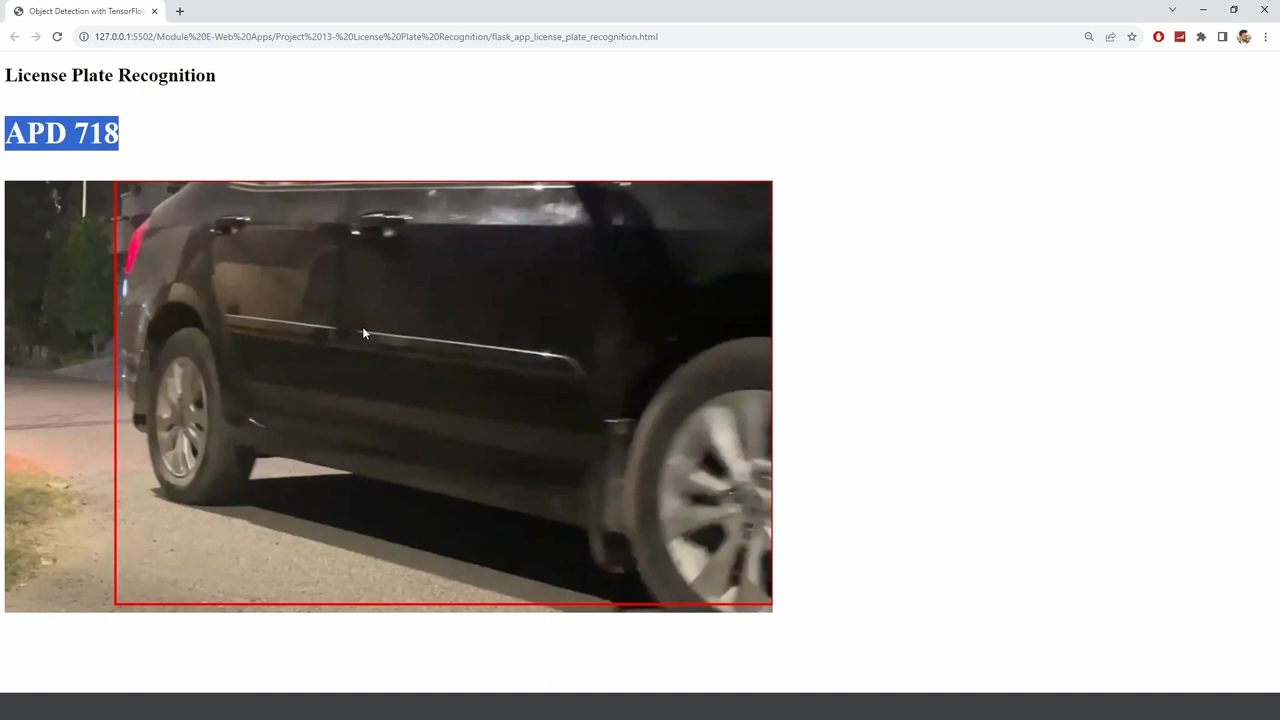 Object Detection with TensorFlo
127.0.0.1:5502/Module%20E-Web%20Apps/Project%2013-%20License%20Plate%20Recognition/flask_app_license_plate_recognition.html
License Plate Recognition
APD 718